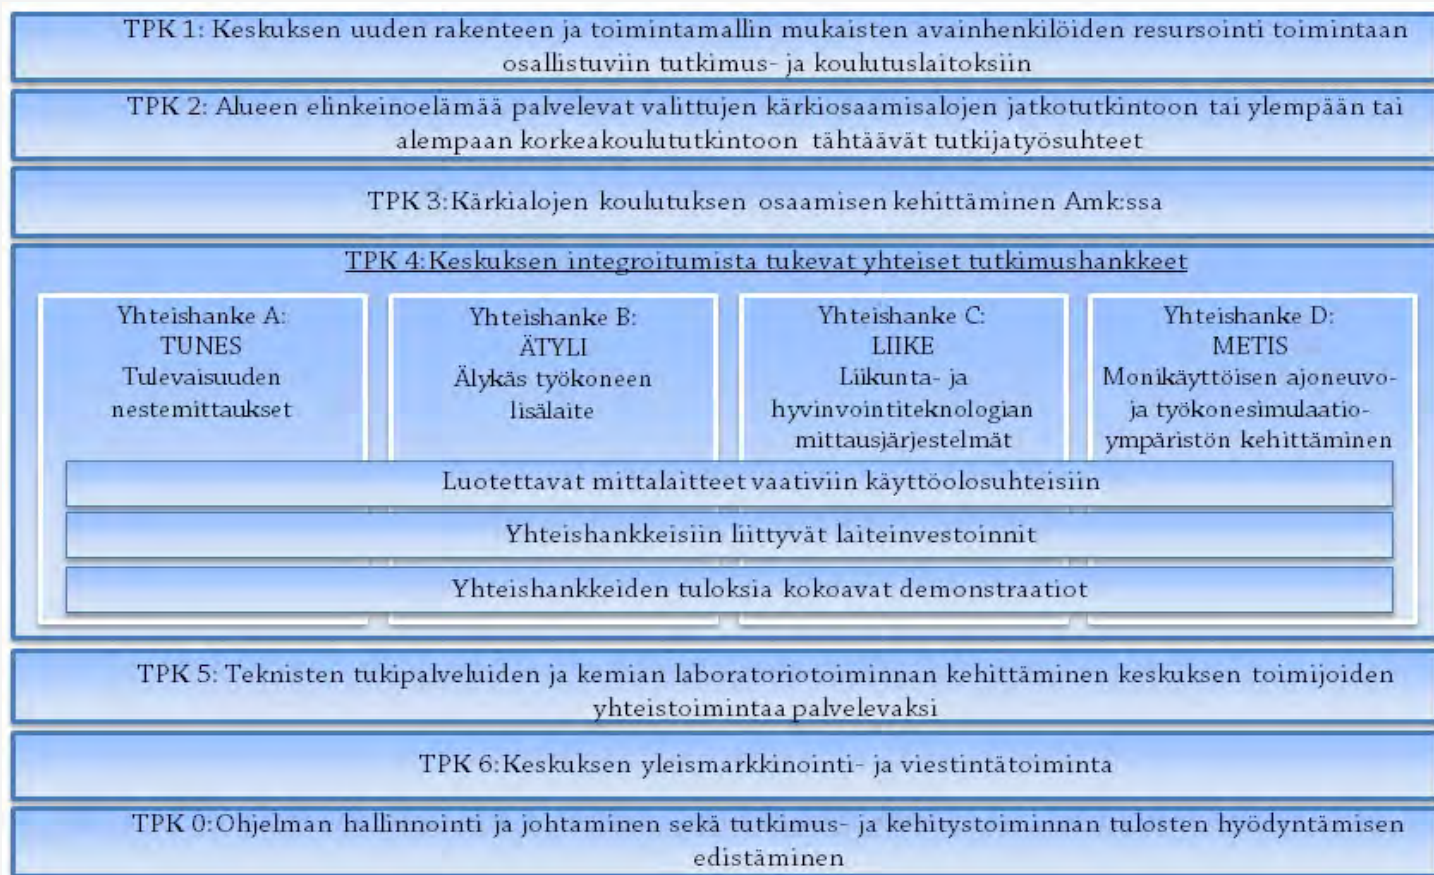 TPK 1: Keskuksen uuden rakenteen ja toimintamallin mukaisten avainhenkilöiden resursointi toimintaan
osallistuviin tutkimus- ja koulutuslaitoksiin
TPK 2: Alueen elinkeinoelämää palvelevat valittujen kärkiosaamisalojen jatkotutkintoon tai ylempään tai
alempaan korkeakoulututkintoon tähtäävät tutkijatyösuhteet
TPK 3:Kärkialojen koulutuksen osaamisen kehittäminen Amk:ssa
TPK 4:Keskuksen integroitumista tukevat yhteiset tutkimushankkeet
Yhteishanke A:
TUNES
Tulevaisuuden
nestemittaukset
Yhteishanke B:
ÄTYLI
Älykäs työkoneen
lisälaite
Yhteishanke C:
LIIKE
Liikunta- ja
hyvinvointiteknologian
mittausjärjestelmät
Yhteishanke D:
METIS
Monikäyttöisen ajoneuvo-
ja työkonesimulaatio-
ympäristön kehittäminen
Luotettavat mittalaitteet vaativiin käyttöolosuhteisiin
Yhteishankkeisiin liittyvät laiteinvestoinnit
Yhteishankkeiden tuloksia kokoavat demonstraatiot
TPK 5: Teknisten tukipalveluiden ja kemian laboratoriotoiminnan kehittäminen keskuksen toimijoiden
yhteistoimintaa palvelevaksi
TPK 6:Keskuksen yleismarkkinointi- ja viestintätoiminta
TPK 0:Ohjelman hallinnointi ja johtaminen sekä tutkimus- ja kehitystoiminnan tulosten hyödyntämisen
edistäminen